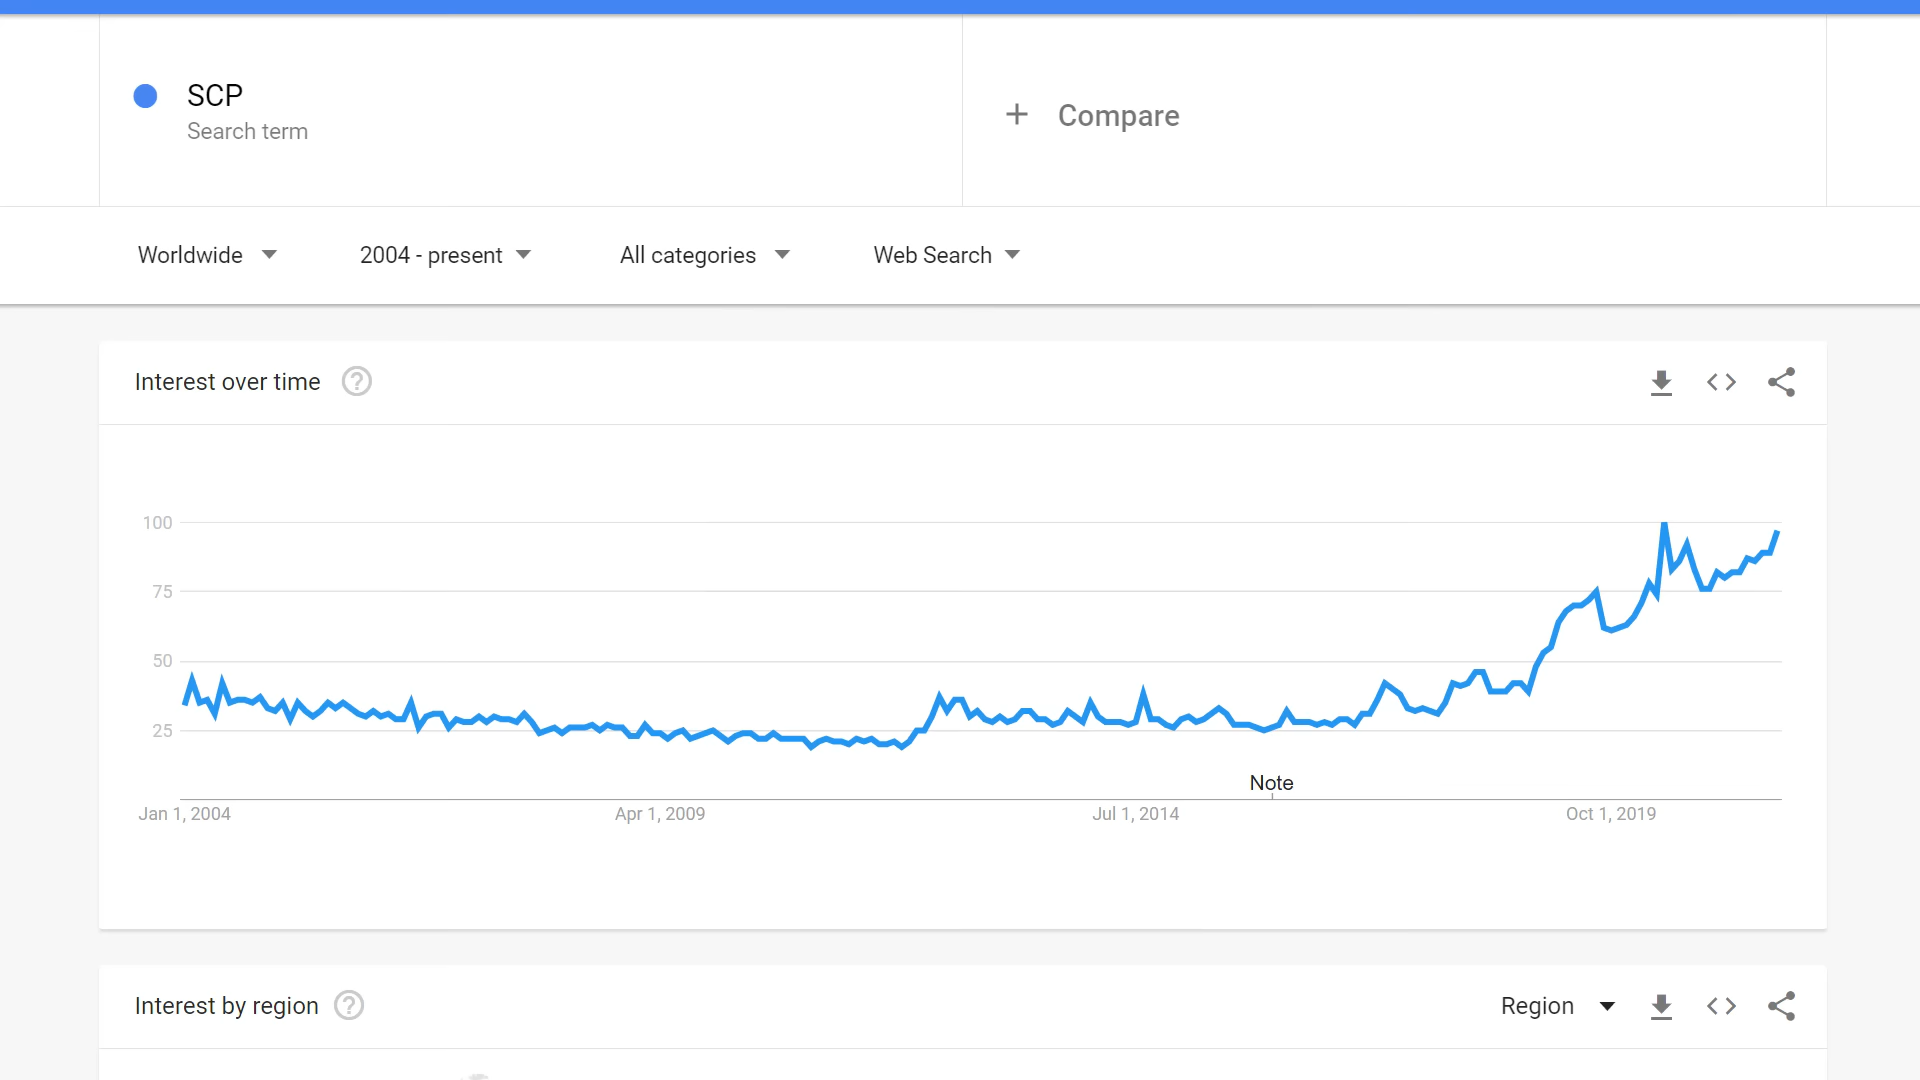 SCP
Search term
+ Compare
Worldwide
2004 - present
All categories
Web Search
Interest over time ?
100
75
50
25
Note
Jan 1, 2004
Apr 1, 2009
Jul 1, 2014
Oct 1, 2019
Interest by region ?
Region